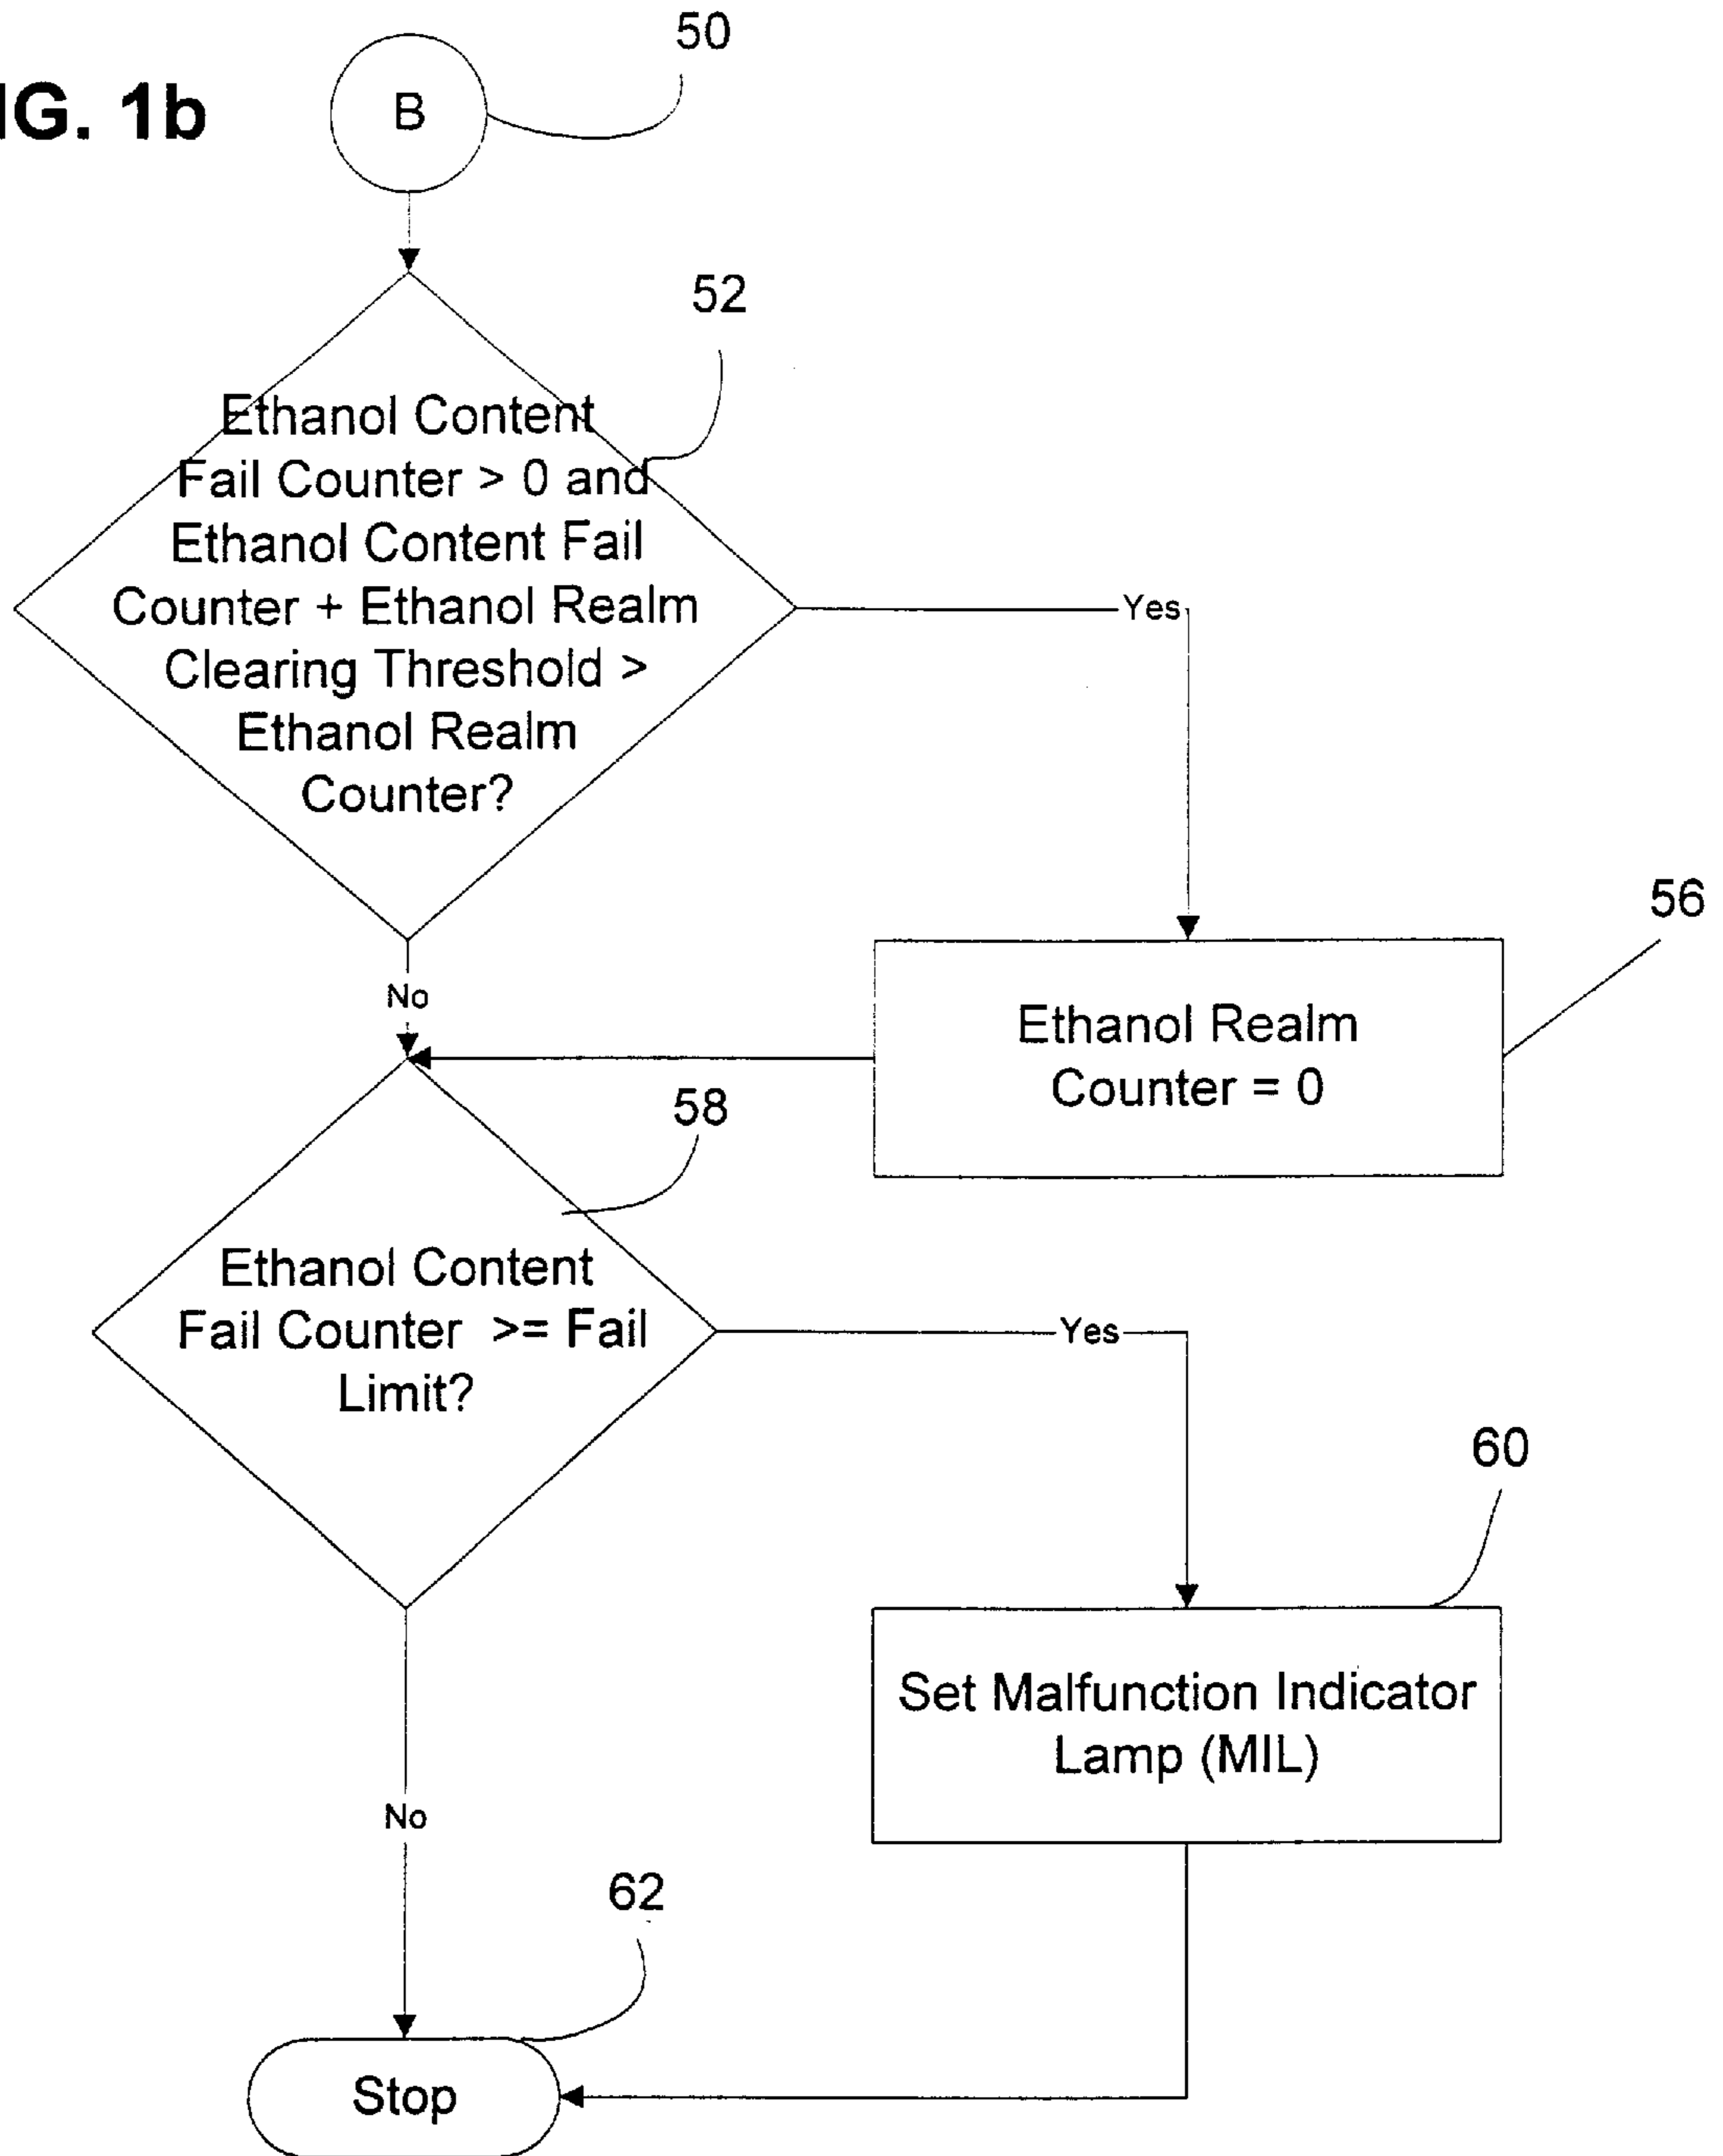 IG. 1b
B
50
52
Ethanol Content
Fail Counter > 0 and
Ethanol Content Fail
Counter + Ethanol Realm
Clearing Threshold >
Ethanol Realm
Counter?
Yes
No
56
Ethanol Realm
Counter = 0
58
Ethanol Content
Fail Counter >= Fail
Limit?
Yes
No
60
Set Malfunction Indicator
Lamp (MIL)
62
Stop